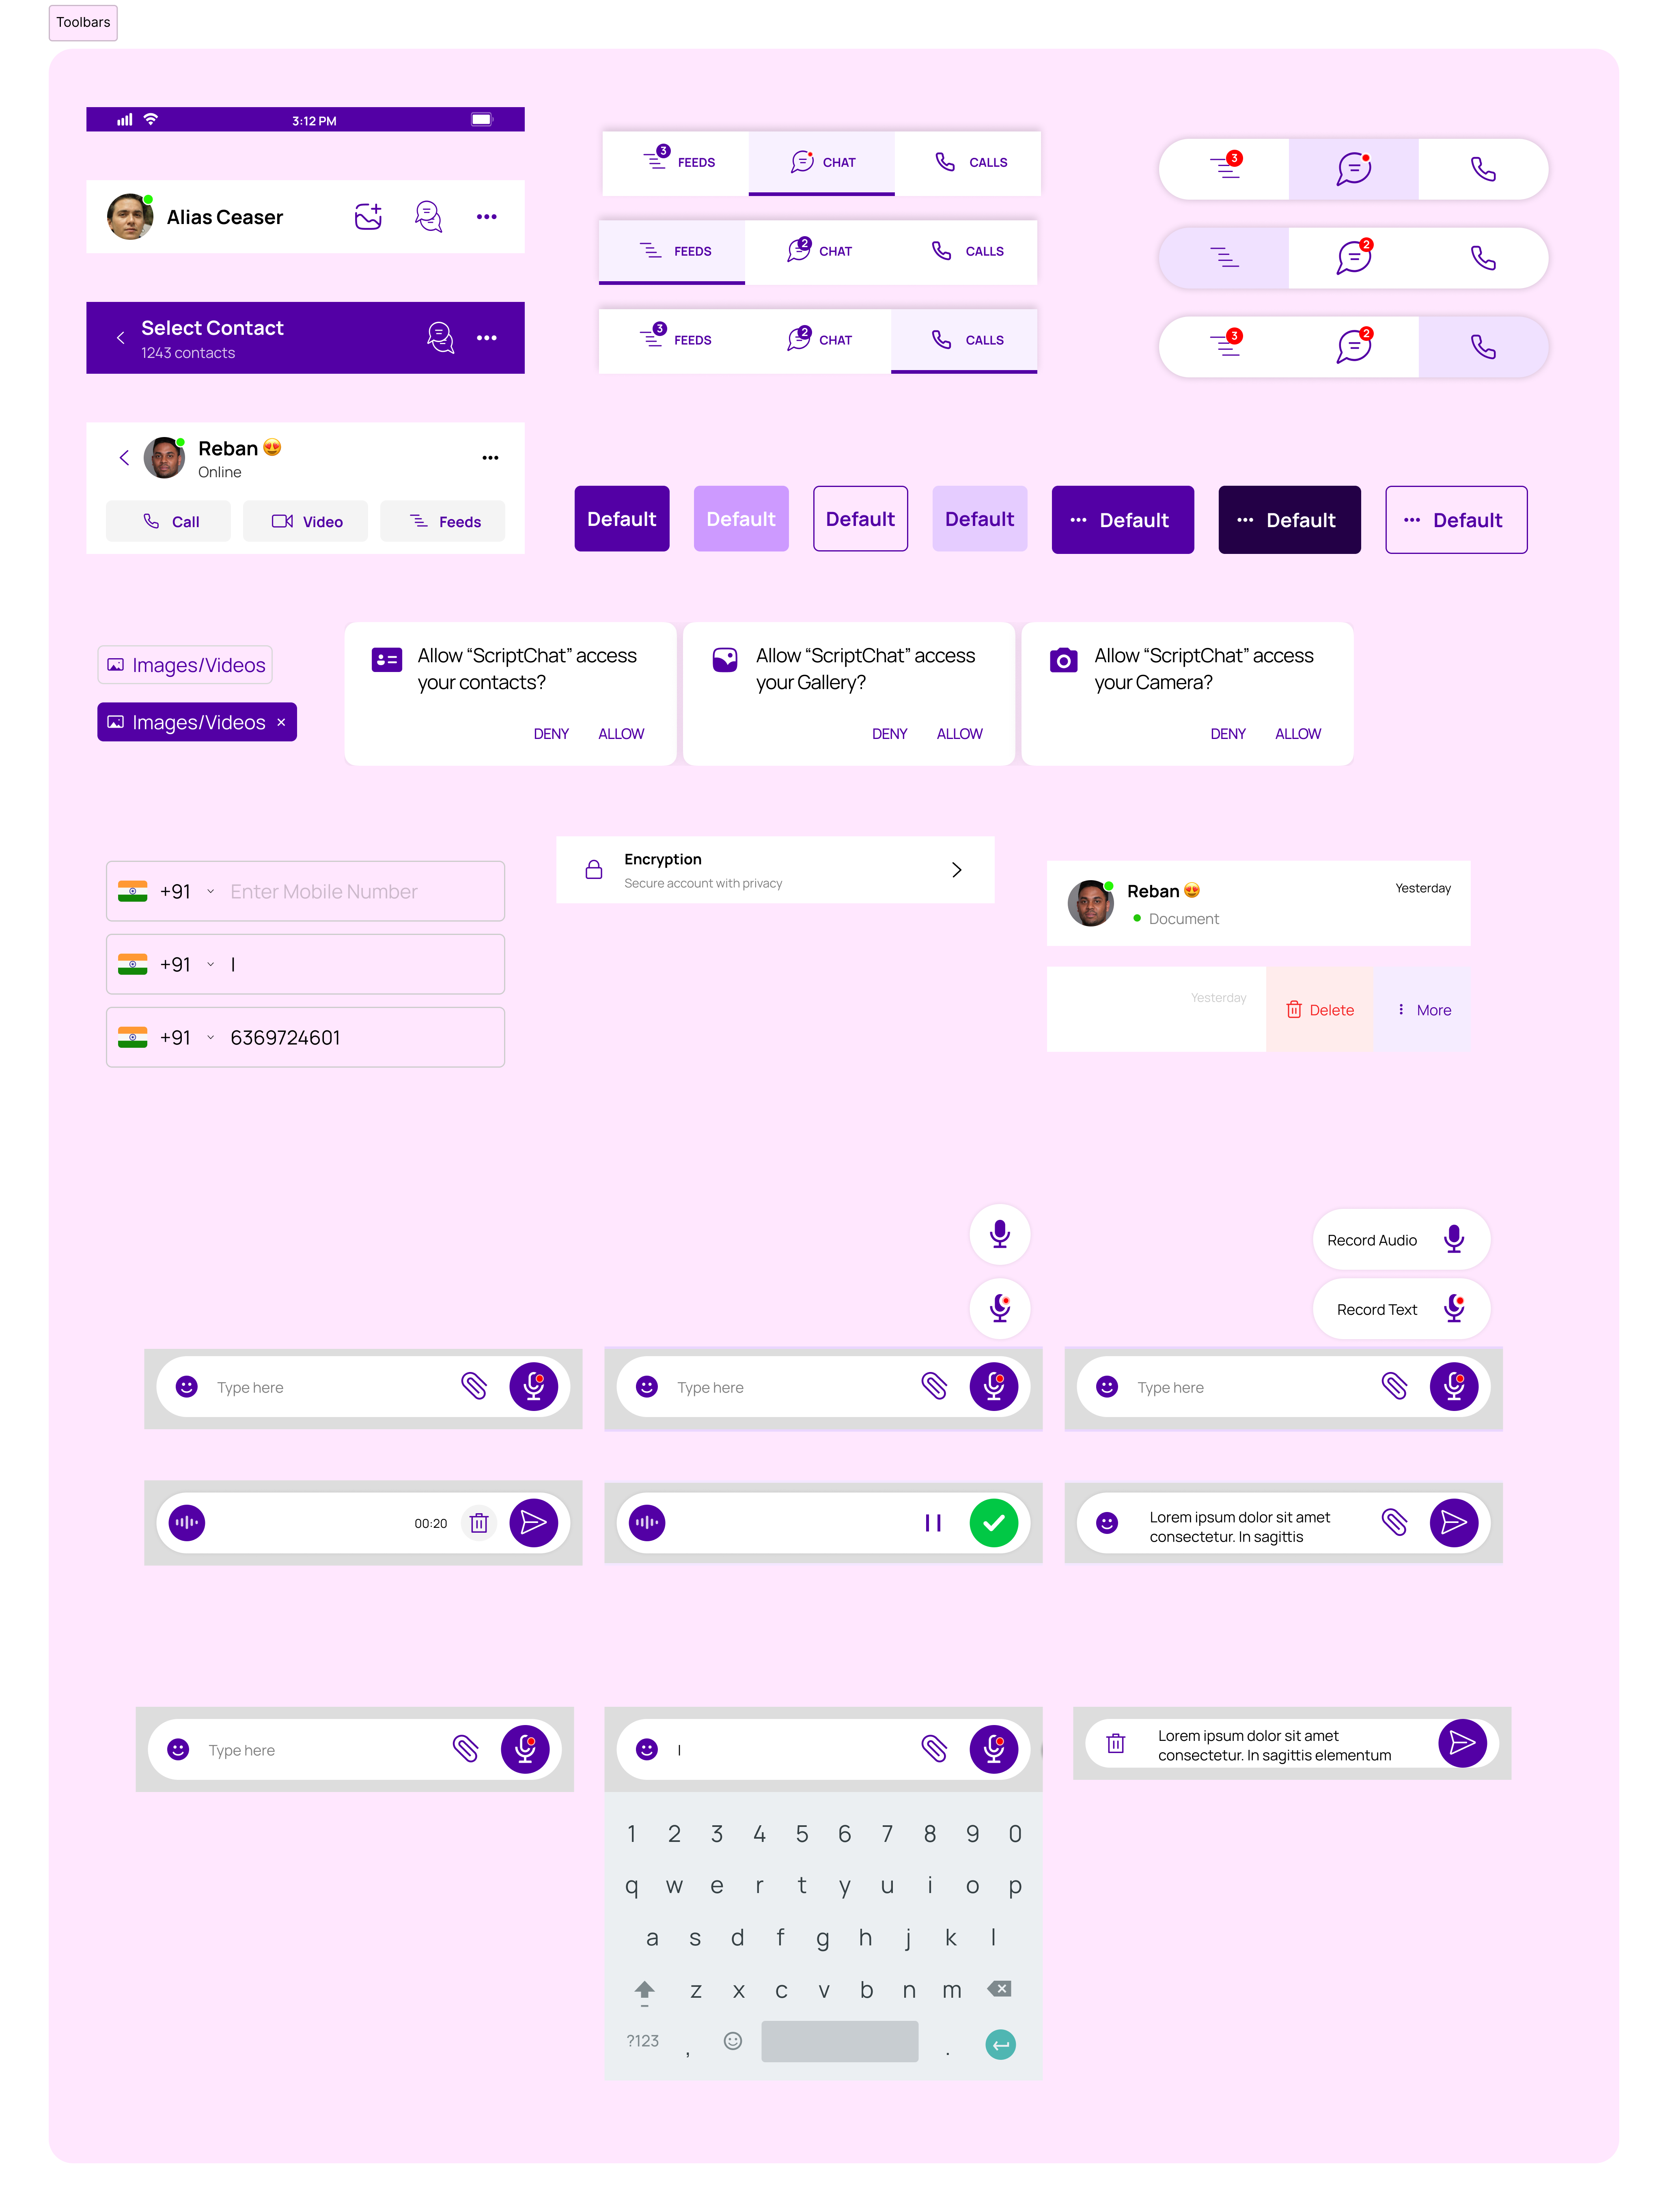 Toolbars
3:12 PM
Alias Ceaser
Select Contact
1243 contacts
3 FEEDS CHAT CALLS
FEEDS 2 CHAT CALLS
3 FEEDS 2 CHAT CALLS
3
2
3 2
Reban 😍
Online
Call Video Feeds
Default Default Default Default Default Default Default
Images/Videos
Images/Videos ×
Allow “ScriptChat” access
your contacts?
DENY ALLOW
Allow “ScriptChat” access
your Gallery?
DENY ALLOW
Allow “ScriptChat” access
your Camera?
DENY ALLOW
+91 Enter Mobile Number
+91
+91 6369724601
Encryption
Secure account with privacy
Reban 😍 Yesterday
Document
Yesterday Delete More
Record Audio
Record Text
Type here
Type here
Type here
00:20
Lorem ipsum dolor sit amet
consectetur. In sagittis
Type here
Lorem ipsum dolor sit amet
consectetur. In sagittis elementum
1 2 3 4 5 6 7 8 9 0
q w e r t y u i o p
a s d f g h j k l
z x c v b n m
?123 , .